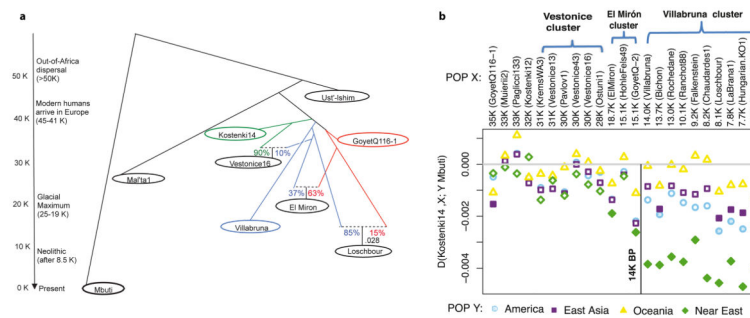 a
60 K
Out-of-Africa
dispersal
(>50K)
50 K
Modern humans
arrive in Europe
(45-41 K)
40 K
30 K
Glacial
Maximum
(25-19 K)
20 K
10 K
Neolithic
(after 8.5 K)
0 K
Present
Ust'-Ishim
Kostenki14
GoyetQ116-1
90%
10%
Vestonice16
Mal'ta1
37%
63%
El Miron
Villabruna
85%
15%
.028
Loschbour
Mbuti
b
Vestonice
cluster
El Mirón
cluster
Villabruna cluster
POP X:
35K (GoyetQ116-1)
33K (Muierii2)
33K (Paglicci133)
32K (Kostenki12)
31K (KremsWA3)
31K (Vestonice13)
30K (Pavlov1)
30K (Vestonice43)
30K (Vestonice16)
28K (Ostuni1)
18.7K (ElMiron)
15.1K (HohleFels49)
15.1K (GoyetQ-2)
14.0K (Villabruna)
13.7K (Bichon)
13.0K (Rochedane)
10.1K (Ranchot88)
9.2K (Falkenstein)
8.2K (Chaudardes1)
8.1K (Loschbour)
7.8K (LaBrana1)
7.7K (HungarianKO1)
D(Kostenki14 ,X; Y Mbuti)
0.000
-0.002
-0.004
14K BP
POP Y:
America
East Asia
Oceania
Near East